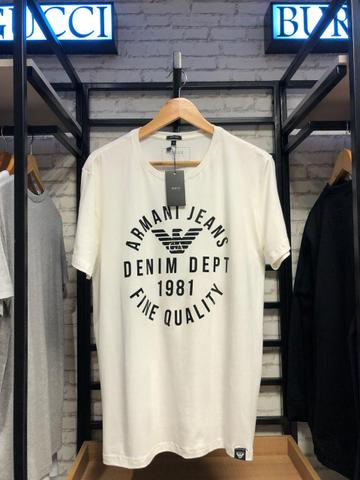 GUCCI
BUR
ARMANI JEANS
DENIM DEPT
1981
FINE QUALITY